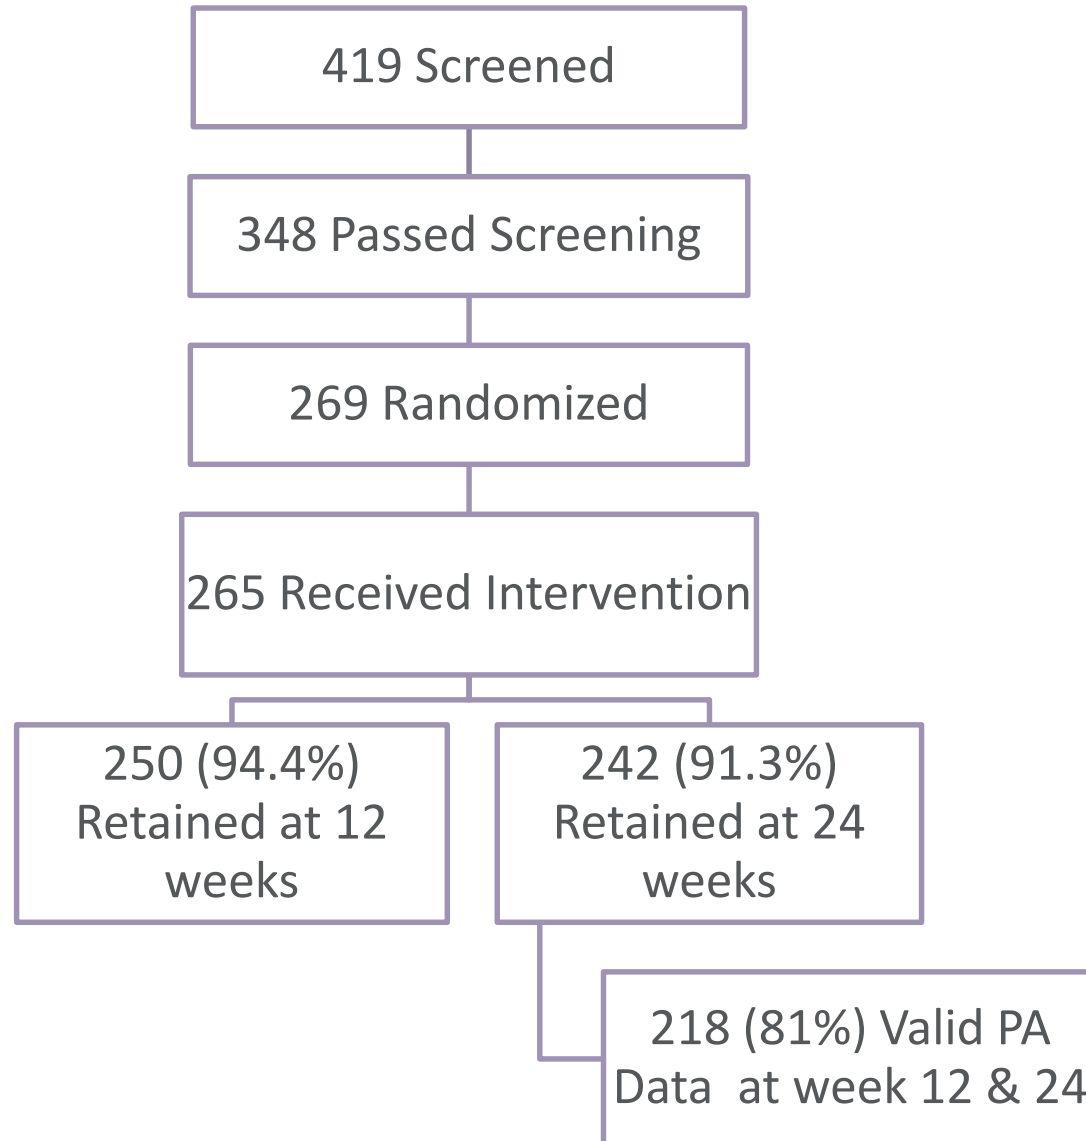 419 Screened
348 Passed Screening
269 Randomized
265 Received Intervention
250 (94.4%)
Retained at 12
weeks
242 (91.3%)
Retained at 24
weeks
218 (81%) Valid PA
Data at week 12 & 24